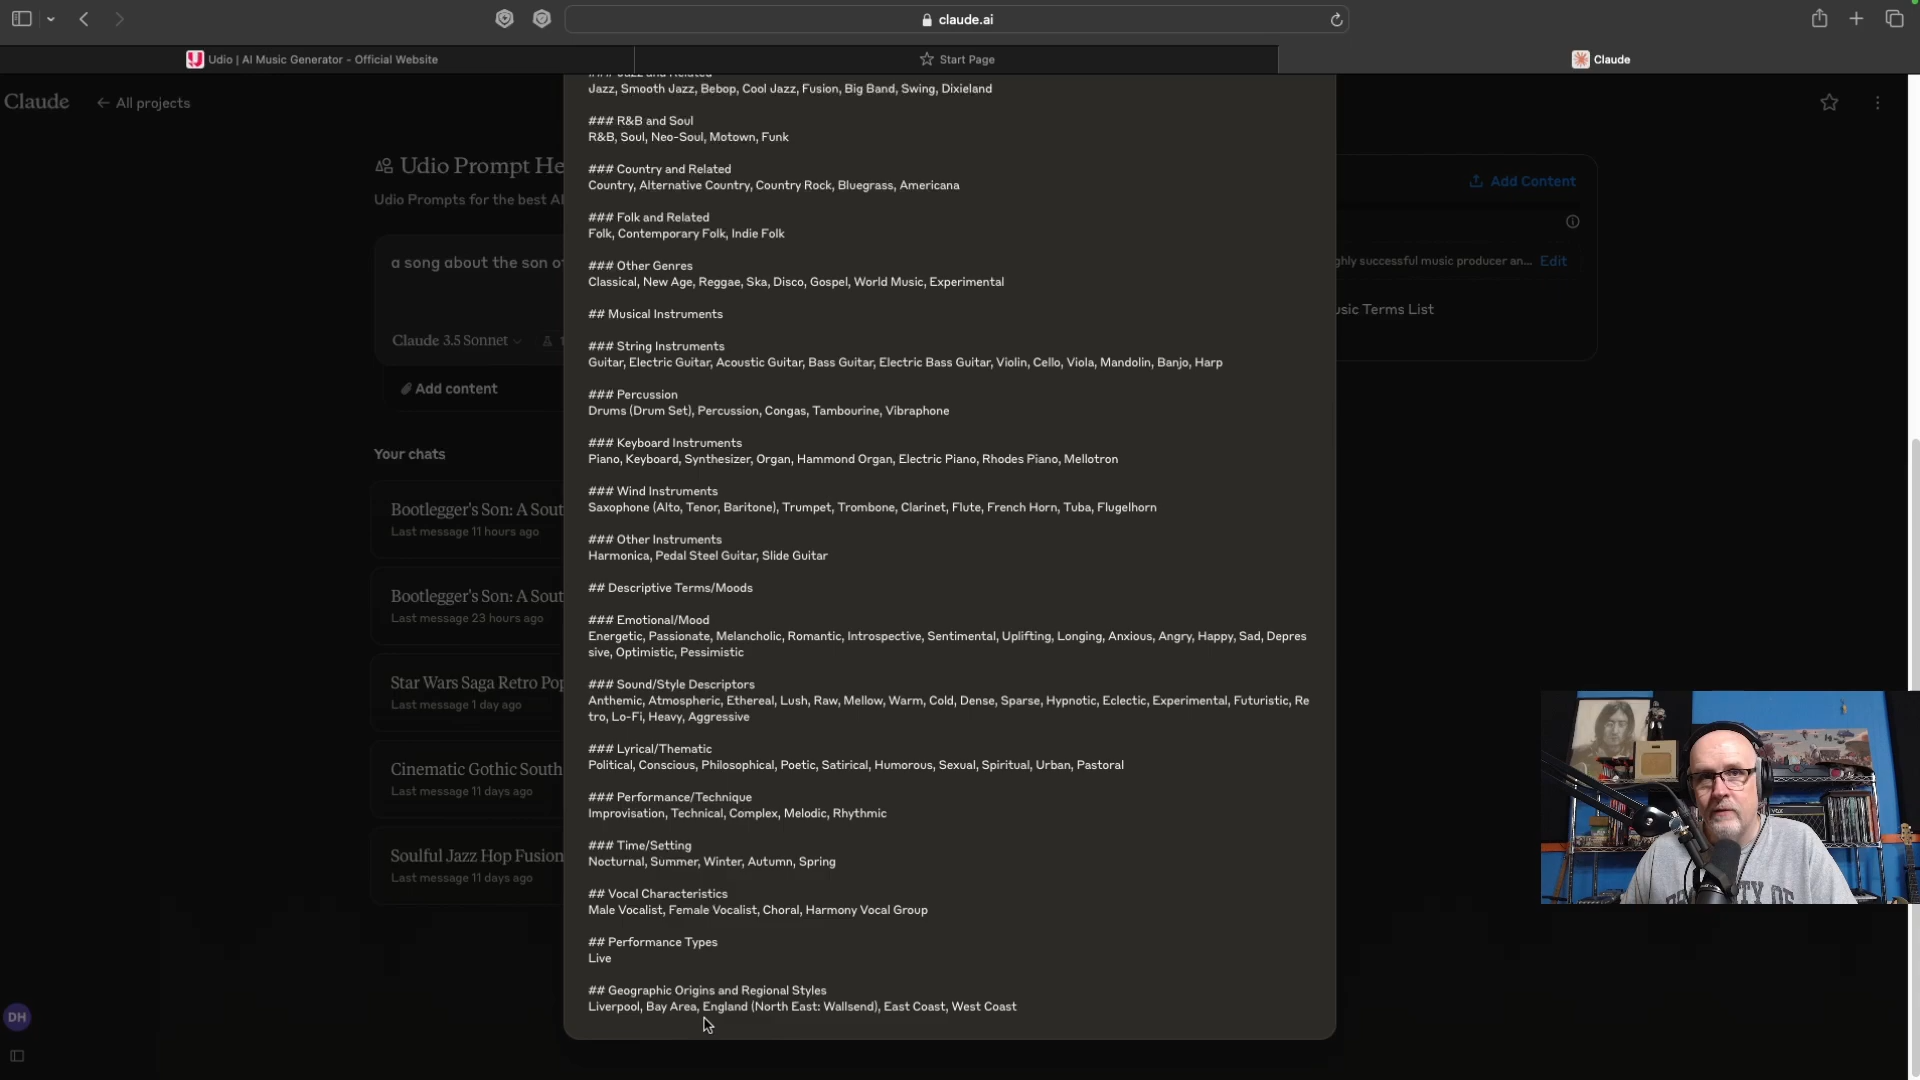 claude.ai
Udio | AI Music Generator - Official Website
Start Page
Claude
Claude
← All projects
Udio Prompt He
Udio Prompts for the best AI
a song about the son of
Claude 3.5 Sonnet
Add content
Your chats
Bootlegger's Son: A Sout
Last message 11 hours ago
Bootlegger's Son: A Sout
Last message 23 hours ago
Star Wars Saga Retro Pop
Last message 1 day ago
Cinematic Gothic South
Last message 11 days ago
Soulful Jazz Hop Fusion
Last message 11 days ago
DH
### Jazz and Related
Jazz, Smooth Jazz, Bebop, Cool Jazz, Fusion, Big Band, Swing, Dixieland
### R&B and Soul
R&B, Soul, Neo-Soul, Motown, Funk
### Country and Related
Country, Alternative Country, Country Rock, Bluegrass, Americana
### Folk and Related
Folk, Contemporary Folk, Indie Folk
### Other Genres
Classical, New Age, Reggae, Ska, Disco, Gospel, World Music, Experimental
## Musical Instruments
### String Instruments
Guitar, Electric Guitar, Acoustic Guitar, Bass Guitar, Electric Bass Guitar, Violin, Cello, Viola, Mandolin, Banjo, Harp
### Percussion
Drums (Drum Set), Percussion, Congas, Tambourine, Vibraphone
### Keyboard Instruments
Piano, Keyboard, Synthesizer, Organ, Hammond Organ, Electric Piano, Rhodes Piano, Mellotron
### Wind Instruments
Saxophone (Alto, Tenor, Baritone), Trumpet, Trombone, Clarinet, Flute, French Horn, Tuba, Flugelhorn
### Other Instruments
Harmonica, Pedal Steel Guitar, Slide Guitar
## Descriptive Terms/Moods
### Emotional/Mood
Energetic, Passionate, Melancholic, Romantic, Introspective, Sentimental, Uplifting, Longing, Anxious, Angry, Happy, Sad, Depres
sive, Optimistic, Pessimistic
### Sound/Style Descriptors
Anthemic, Atmospheric, Ethereal, Lush, Raw, Mellow, Warm, Cold, Dense, Sparse, Hypnotic, Eclectic, Experimental, Futuristic, Re
tro, Lo-Fi, Heavy, Aggressive
### Lyrical/Thematic
Political, Conscious, Philosophical, Poetic, Satirical, Humorous, Sexual, Spiritual, Urban, Pastoral
### Performance/Technique
Improvisation, Technical, Complex, Melodic, Rhythmic
### Time/Setting
Nocturnal, Summer, Winter, Autumn, Spring
## Vocal Characteristics
Male Vocalist, Female Vocalist, Choral, Harmony Vocal Group
## Performance Types
Live
## Geographic Origins and Regional Styles
Liverpool, Bay Area, England (North East: Wallsend), East Coast, West Coast
Add Content
ghly successful music producer an... Edit
usic Terms List